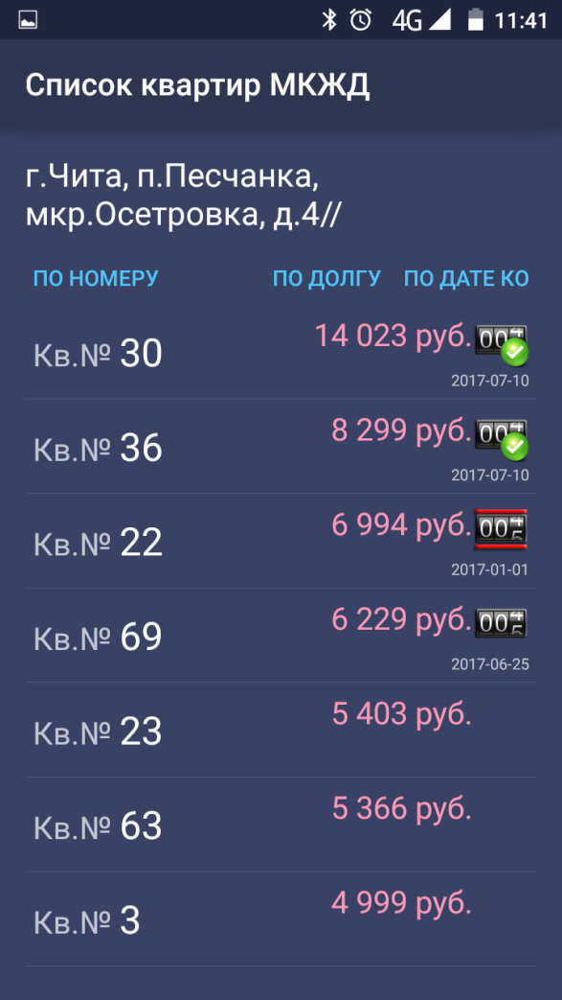 4G 11:41
Список квартир МКЖД
г.Чита, п.Песчанка,
мкр.Осетровка, д.4//
ПО НОМЕРУ ПО ДОЛГУ ПО ДАТЕ КО
Кв.№ 30 14 023 руб.
2017-07-10
Кв.№ 36 8 299 руб.
2017-07-10
Кв.№ 22 6 994 руб. 00
2017-01-01
Кв.№ 69 6 229 руб. 00
2017-06-25
Кв.№ 23 5 403 руб.
Кв.№ 63 5 366 руб.
Кв.№ 3 4 999 руб.